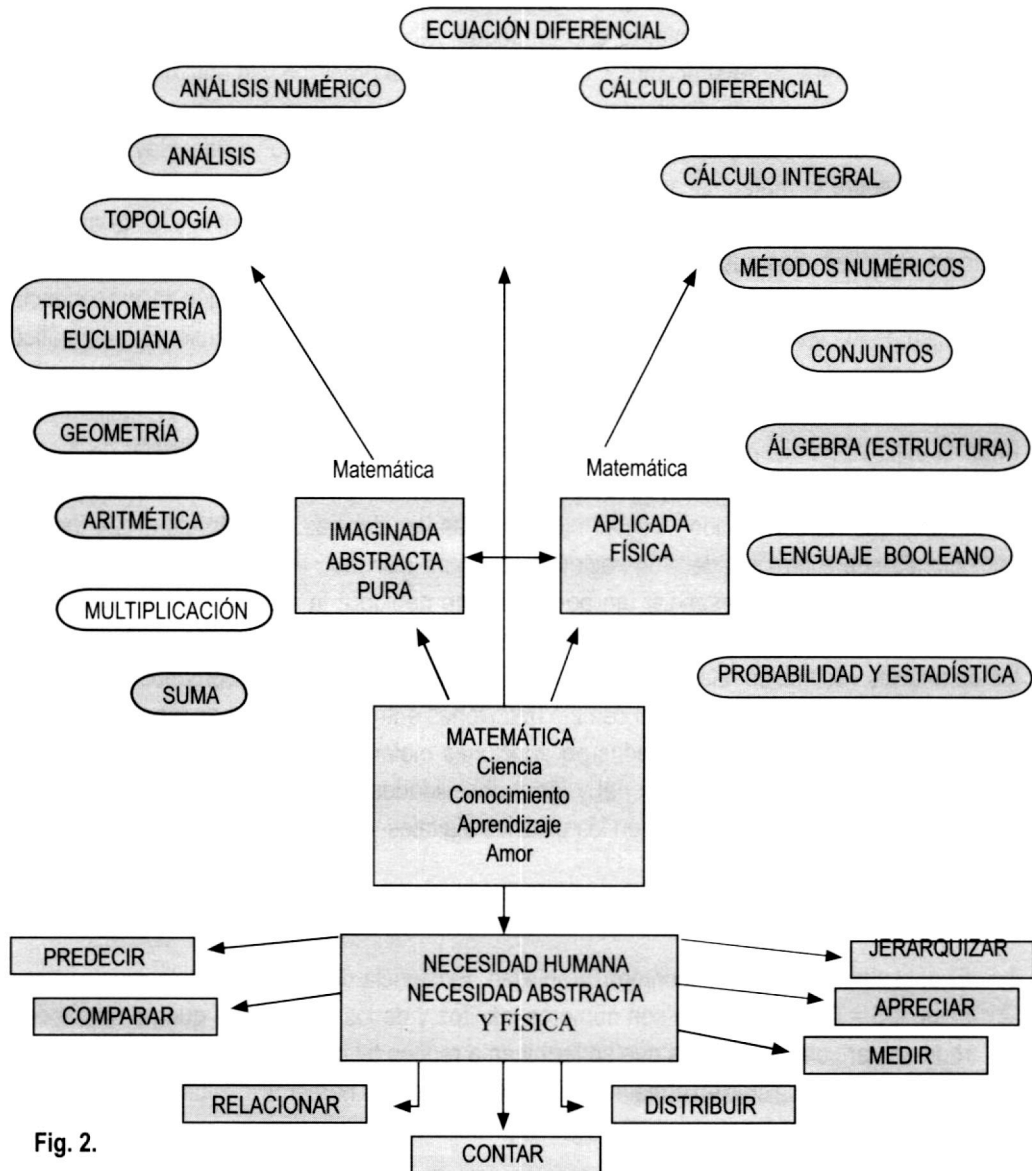 ECUACIÓN DIFERENCIAL
ANÁLISIS NUMÉRICO
CÁLCULO DIFERENCIAL
ANÁLISIS
CÁLCULO INTEGRAL
TOPOLOGÍA
MÉTODOS NUMÉRICOS
TRIGONOMETRÍA
EUCLIDIANA
CONJUNTOS
GEOMETRÍA
ÁLGEBRA (ESTRUCTURA)
Matemática
Matemática
ARITMÉTICA
IMAGINADA
ABSTRACTA
PURA
APLICADA
FÍSICA
LENGUAJE BOOLEANO
MULTIPLICACIÓN
SUMA
PROBABILIDAD Y ESTADÍSTICA
MATEMÁTICA
Ciencia
Conocimiento
Aprendizaje
Amor
PREDECIR
NECESIDAD HUMANA
NECESIDAD ABSTRACTA
Y FÍSICA
JERARQUIZAR
COMPARAR
APRECIAR
MEDIR
RELACIONAR
DISTRIBUIR
CONTAR
Fig. 2.